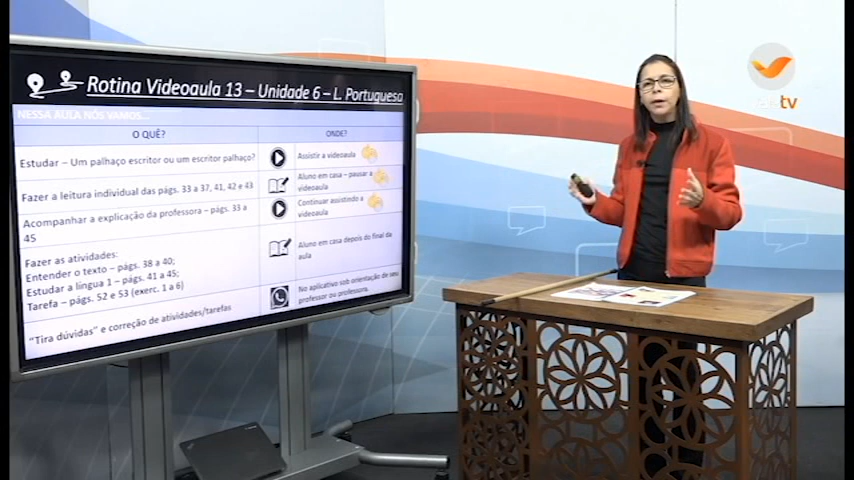 Rotina Videoaula 13 – Unidade 6 – L. Portuguesa
NESSA AULA NÓS VAMOS...
O QUÊ?
ONDE?
Estudar – Um palhaço escritor ou um escritor palhaço?
Assistir a videoaula
Fazer a leitura individual das págs. 33 a 37, 41, 42 e 43
Aluno em casa – pausar a
videoaula
Acompanhar a explicação da professora – págs. 33 a
45
Continuar assistindo a
videoaula
Fazer as atividades:
Entender o texto – págs. 38 a 40;
Estudar a língua 1 – págs. 41 a 45;
Tarefa – págs. 52 e 53 (exerc. 1 a 6)
Aluno em casa depois do final da
aula
"Tira dúvidas" e correção de atividades/tarefas
No aplicativo sob orientação de seu
professor ou professora.
tv